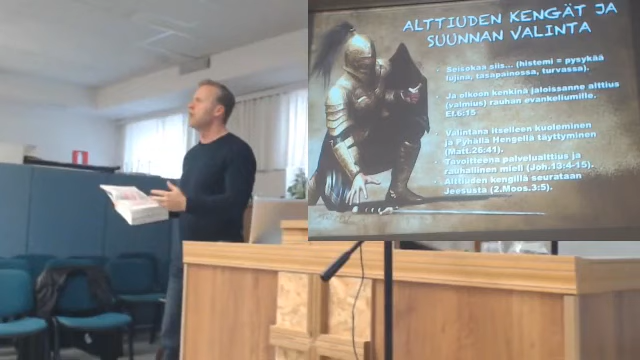 ALTTIUDEN KENGÄT JA
SUUNNAN VALINTA
Seisokaa siis... (histemi = pysykää
lujina, tasapainossa, turvassa).
Ja olkoon kenkinä jaloissanne alttius
(valmius) rauhan evankeliumille.
Ef.6:15
Valintana itselleen kuoleminen
ja Pyhällä Hengellä täyttyminen
(Matt.26:41).
Tavoitteena palvelualttius ja
rauhallinen mieli (Joh.13:4-15).
Alttiuden kengillä seurataan
Jeesusta (2.Moos.3:5).